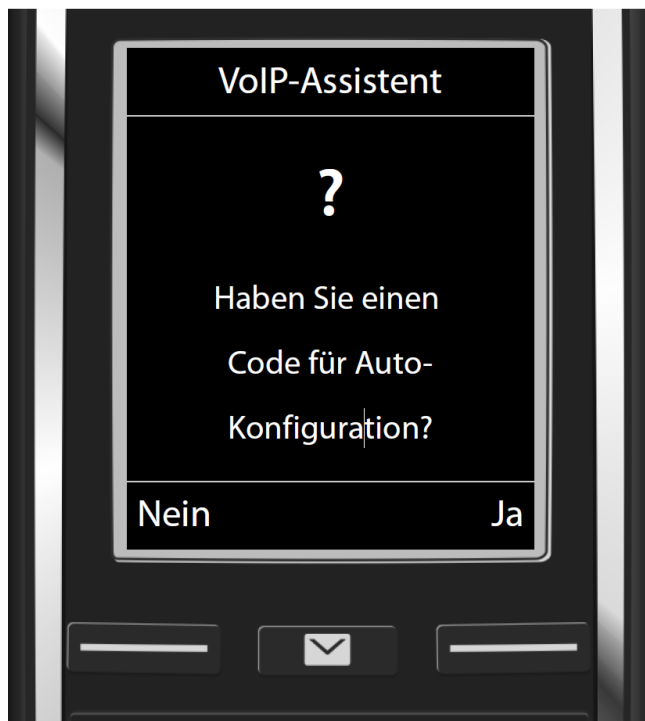 VoIP-Assistent
?
Haben Sie einen
Code für Auto-
Konfiguration?
Nein Ja